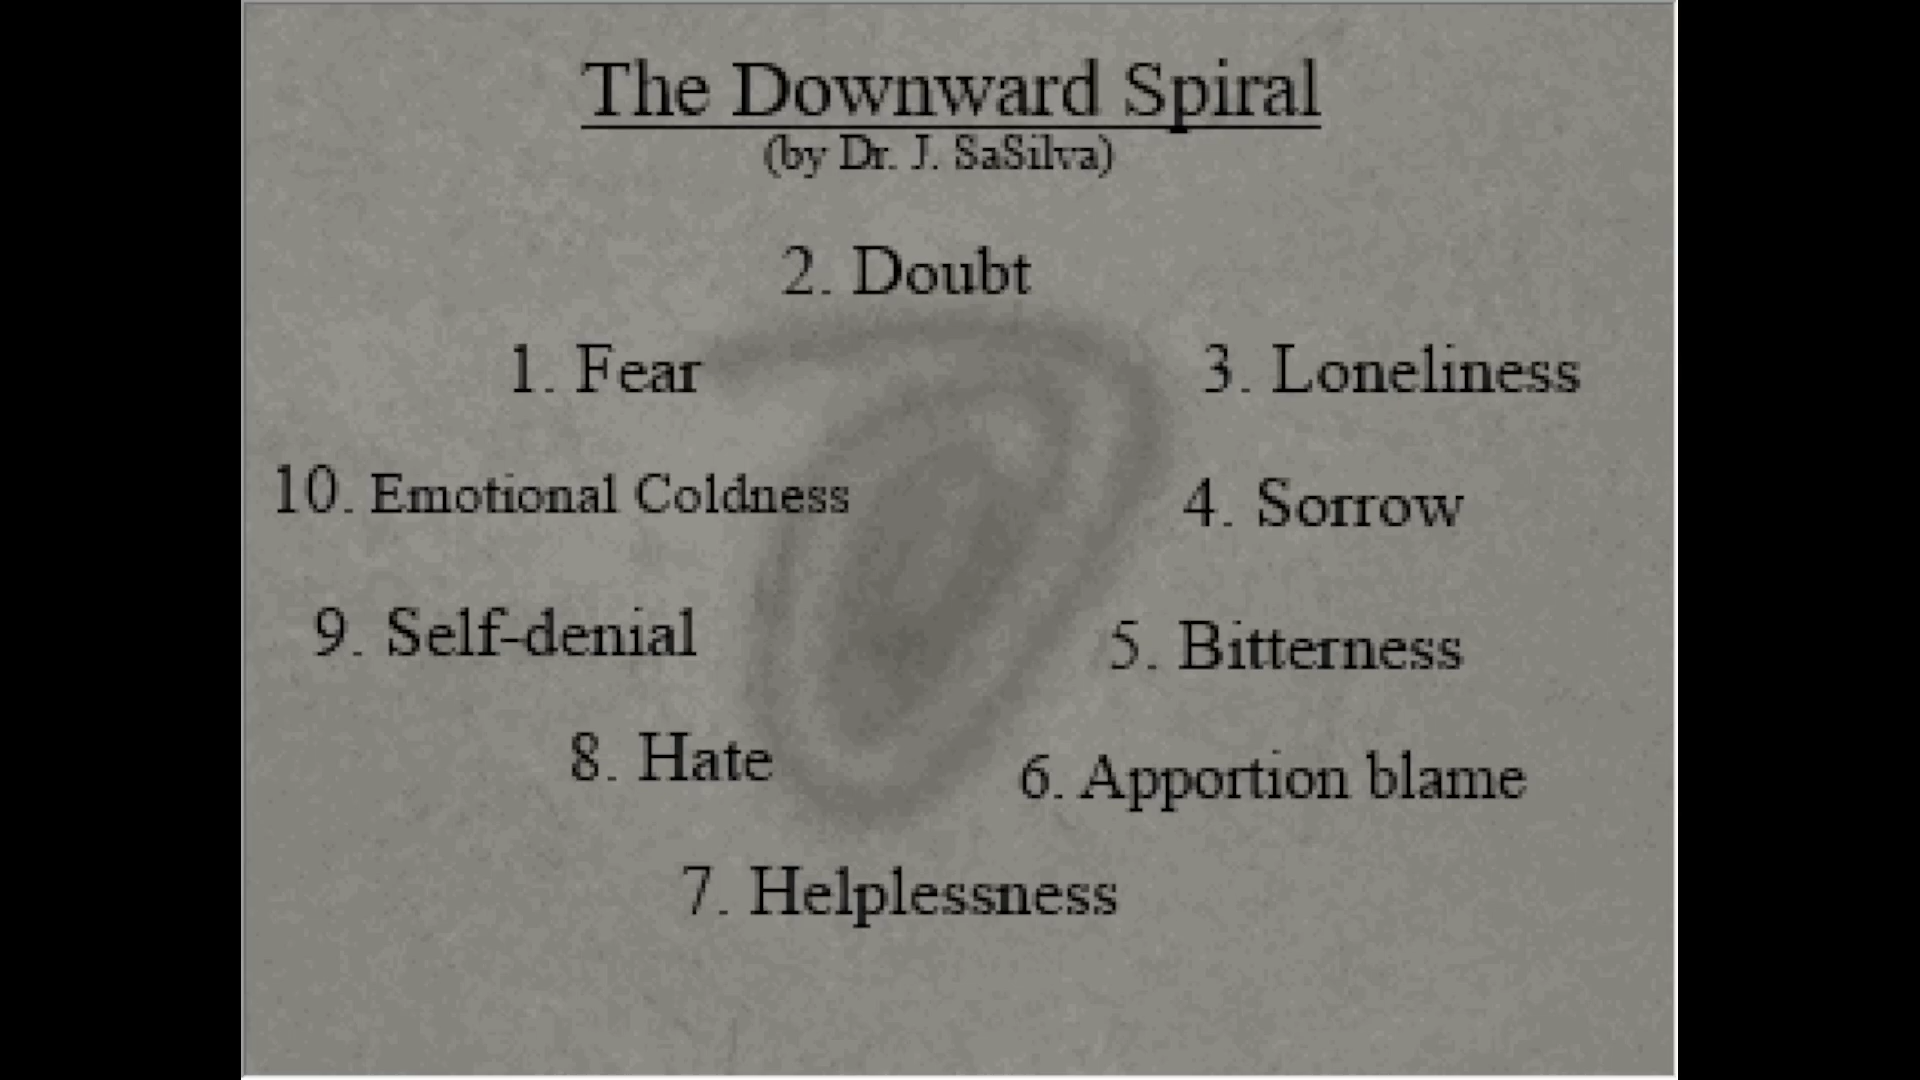 The Downward Spiral
(by Dr. J. SaSilva)
2. Doubt
1. Fear
3. Loneliness
10. Emotional Coldness
4. Sorrow
9. Self-denial
5. Bitterness
8. Hate
6. Apportion blame
7. Helplessness